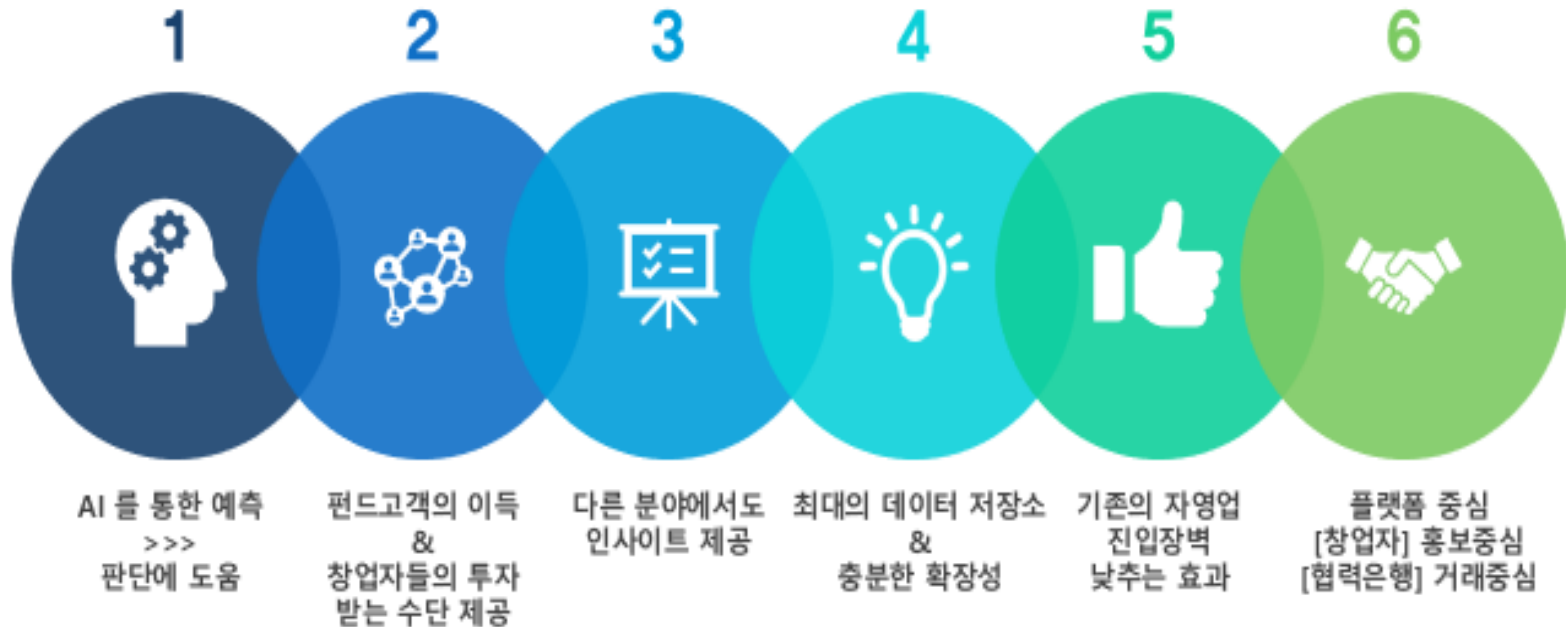 1
2
3
4
5
6
AI 를 통한 예측
>>>
판단에 도움
펀드고객의 이득
&
창업자들의 투자
받는 수단 제공
다른 분야에서도
인사이트 제공
최대의 데이터 저장소
&
충분한 확장성
기존의 자영업
진입장벽
낮추는 효과
플랫폼 중심
[창업자] 홍보중심
[협력은행] 거래중심